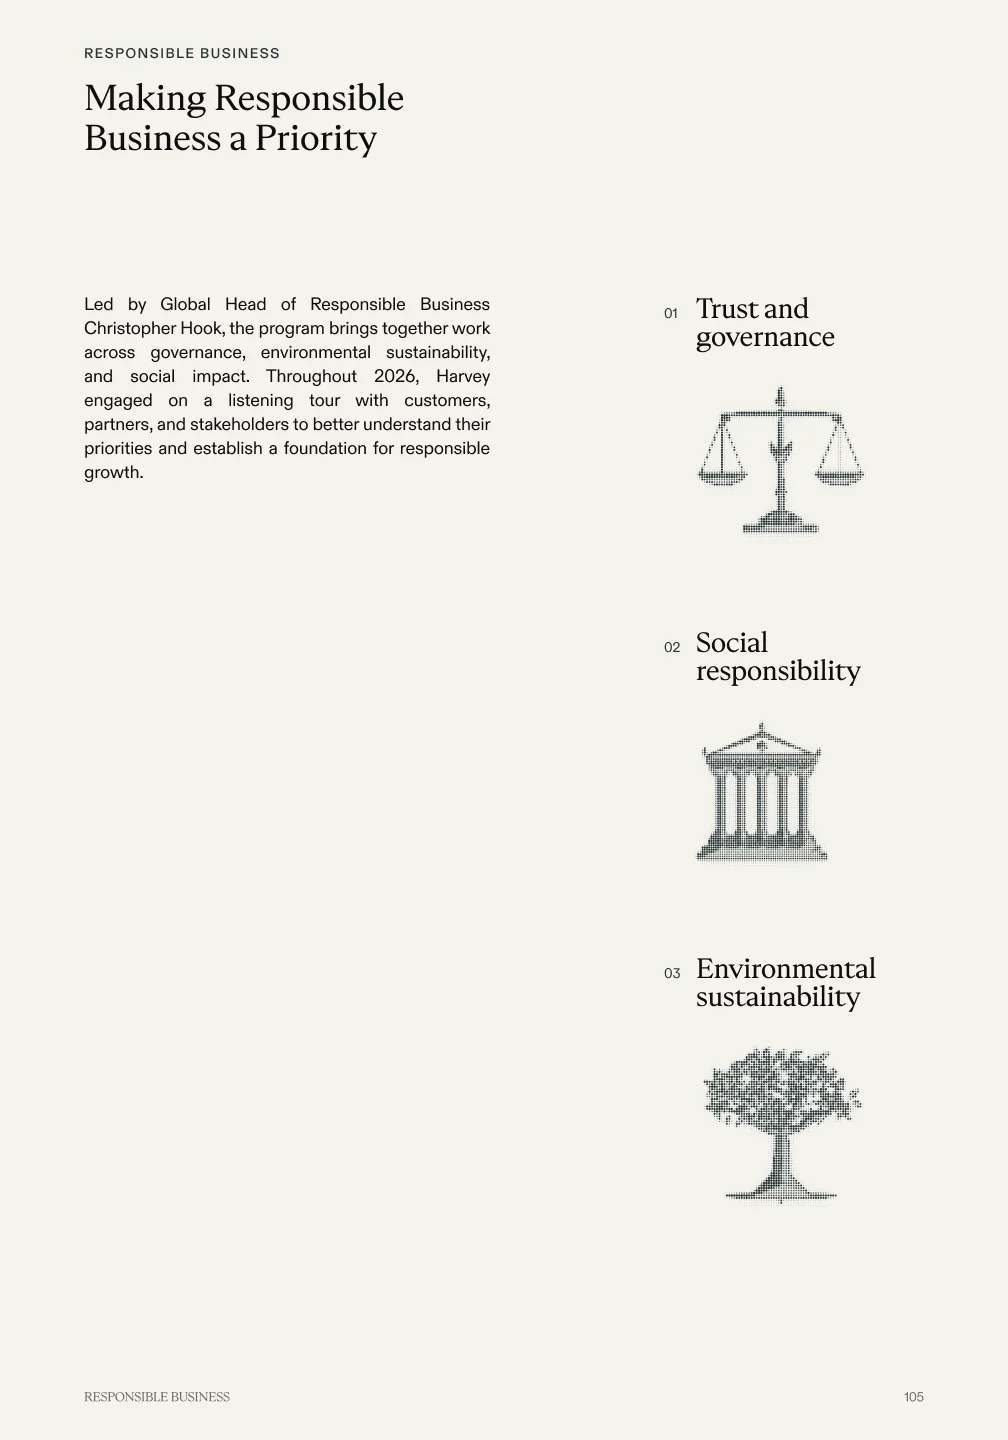 RESPONSIBLE BUSINESS
Making Responsible
Business a Priority
Led by Global Head of Responsible Business
Christopher Hook, the program brings together work
across governance, environmental sustainability,
and social impact. Throughout 2026, Harvey
engaged on a listening tour with customers,
partners, and stakeholders to better understand their
priorities and establish a foundation for responsible
growth.
01 Trust and
governance
02 Social
responsibility
03 Environmental
sustainability
RESPONSIBLE BUSINESS
105